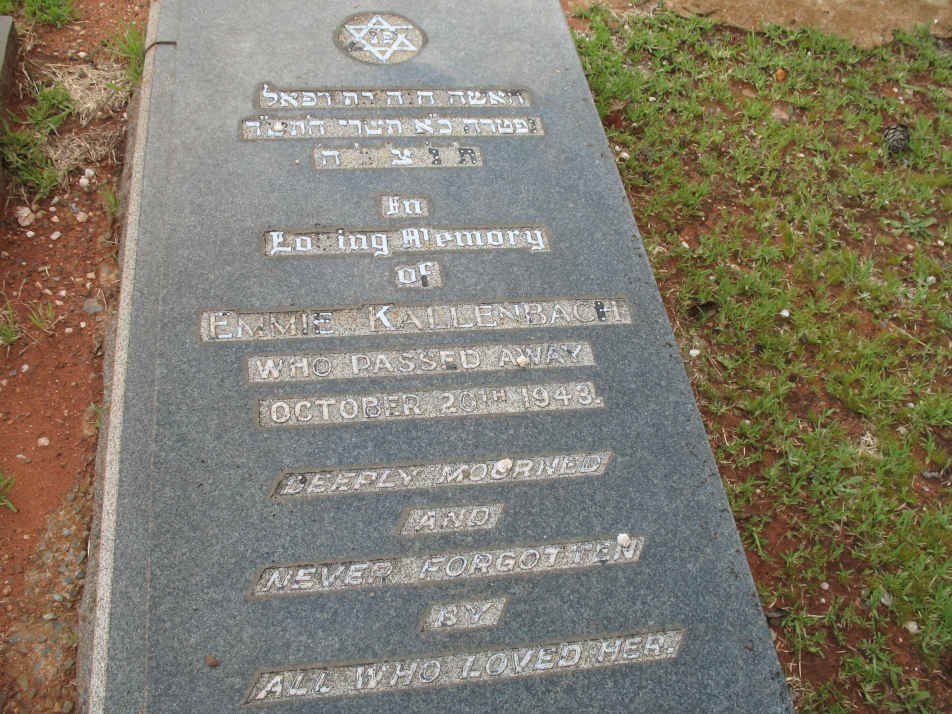 האשה חיה בת רפאל
נפטרה כ"א תשרי התש"ד
In
Loving Memory
of
EMMIE KALLENBACH
WHO PASSED AWAY
OCTOBER 20TH 1943.
DEEPLY MOURNED
AND
NEVER FORGOTTEN
BY
ALL WHO LOVED HER.